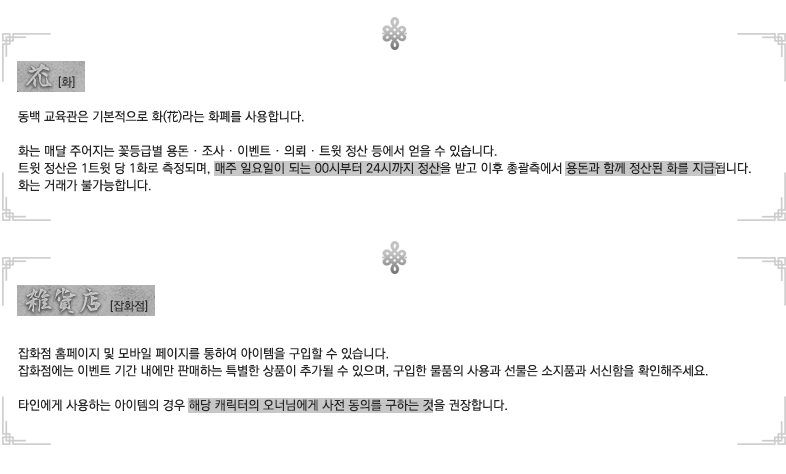 花 [화]
동백 교육관은 기본적으로 화(花)라는 화폐를 사용합니다.
화는 매달 주어지는 꽃등급별 용돈 · 조사 · 이벤트 · 의뢰 · 트윗 정산 등에서 얻을 수 있습니다.
트윗 정산은 1트윗 당 1화로 측정되며, 매주 일요일이 되는 00시부터 24시까지 정산을 받고 이후 총괄측에서 용돈과 함께 정산된 화를 지급됩니다.
화는 거래가 불가능합니다.
雑貨店 [잡화점]
잡화점 홈페이지 및 모바일 페이지를 통하여 아이템을 구입할 수 있습니다.
잡화점에는 이벤트 기간 내에만 판매하는 특별한 상품이 추가될 수 있으며, 구입한 물품의 사용과 선물은 소지품과 서신함을 확인해주세요.
타인에게 사용하는 아이템의 경우 해당 캐릭터의 오너님에게 사전 동의를 구하는 것을 권장합니다.